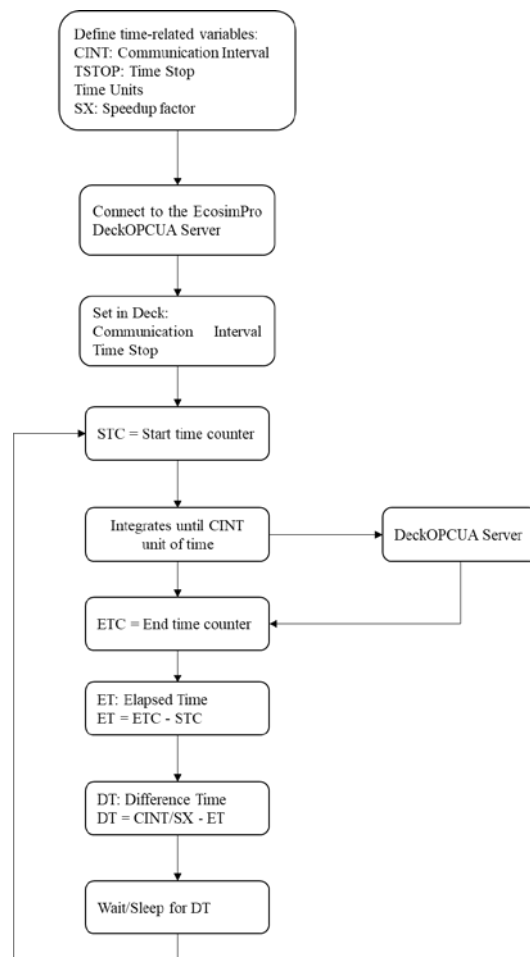 Define time-related variables:
CINT: Communication Interval
TSTOP: Time Stop
Time Units
SX: Speedup factor
Connect to the EcosimPro
DeckOPCUA Server
Set in Deck:
Communication Interval
Time Stop
STC = Start time counter
Integrates until CINT
unit of time
DeckOPCUA Server
ETC = End time counter
ET: Elapsed Time
ET = ETC - STC
DT: Difference Time
DT = CINT/SX - ET
Wait/Sleep for DT